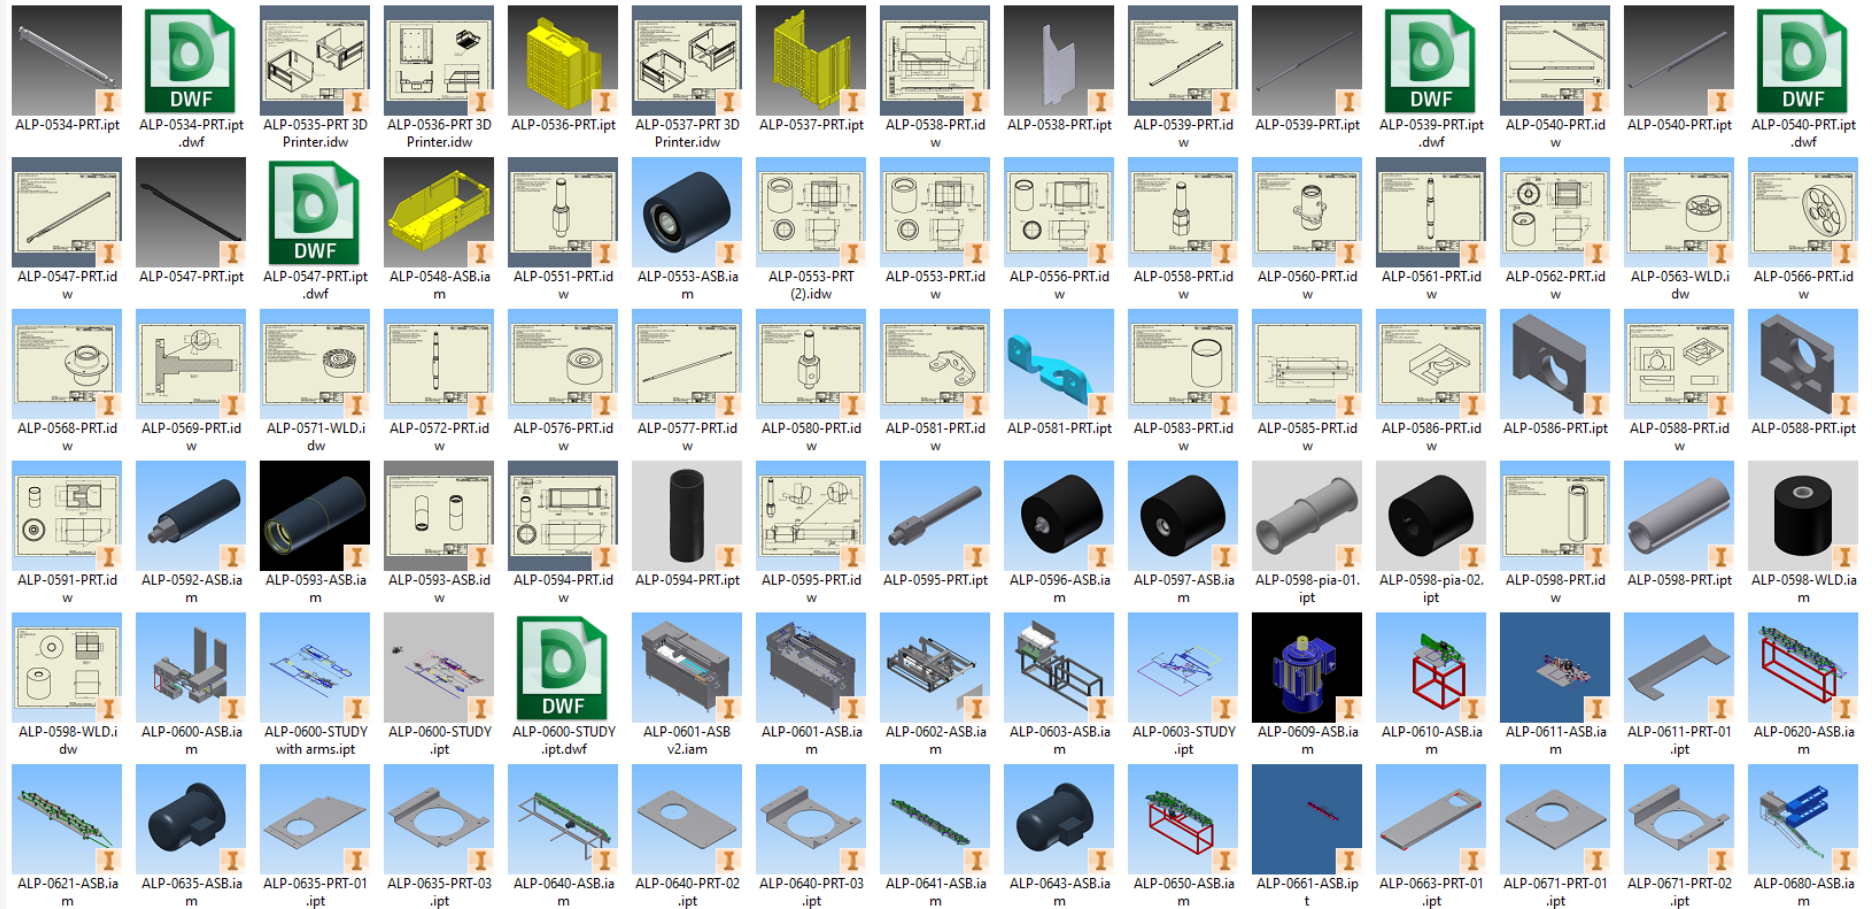 DWF
DWF
DWF
ALP-0534-PRT.ipt
ALP-0534-PRT.ipt
.dwf
ALP-0535-PRT 3D
Printer.idw
ALP-0536-PRT 3D
Printer.idw
ALP-0536-PRT.ipt
ALP-0537-PRT 3D
Printer.idw
ALP-0537-PRT.ipt
ALP-0538-PRT.id
w
ALP-0538-PRT.ipt
ALP-0539-PRT.id
w
ALP-0539-PRT.ipt
ALP-0539-PRT.ipt
.dwf
ALP-0540-PRT.id
w
ALP-0540-PRT.ipt
ALP-0540-PRT.ipt
.dwf
DWF
ALP-0547-PRT.id
w
ALP-0547-PRT.ipt
ALP-0547-PRT.ipt
.dwf
ALP-0548-ASB.ia
m
ALP-0551-PRT.id
w
ALP-0553-ASB.ia
m
ALP-0553-PRT
(2).idw
ALP-0553-PRT.id
w
ALP-0556-PRT.id
w
ALP-0558-PRT.id
w
ALP-0560-PRT.id
w
ALP-0561-PRT.id
w
ALP-0562-PRT.id
w
ALP-0563-WLD.i
dw
ALP-0566-PRT.id
w
ALP-0568-PRT.id
w
ALP-0569-PRT.id
w
ALP-0571-WLD.i
dw
ALP-0572-PRT.id
w
ALP-0576-PRT.id
w
ALP-0577-PRT.id
w
ALP-0580-PRT.id
w
ALP-0581-PRT.id
w
ALP-0581-PRT.ipt
ALP-0583-PRT.id
w
ALP-0585-PRT.id
w
ALP-0586-PRT.id
w
ALP-0586-PRT.ipt
ALP-0588-PRT.id
w
ALP-0588-PRT.ipt
ALP-0591-PRT.id
w
ALP-0592-ASB.ia
m
ALP-0593-ASB.ia
m
ALP-0593-ASB.id
w
ALP-0594-PRT.id
w
ALP-0594-PRT.ipt
ALP-0595-PRT.id
w
ALP-0595-PRT.ipt
ALP-0596-ASB.ia
m
ALP-0597-ASB.ia
m
ALP-0598-pia-01.
ipt
ALP-0598-pia-02.
ipt
ALP-0598-PRT.id
w
ALP-0598-PRT.ipt
ALP-0598-WLD.ia
m
DWF
ALP-0598-WLD.i
dw
ALP-0600-ASB.ia
m
ALP-0600-STUDY
with arms.ipt
ALP-0600-STUDY
.ipt
ALP-0600-STUDY
.ipt.dwf
ALP-0601-ASB
v2.iam
ALP-0601-ASB.ia
m
ALP-0602-ASB.ia
m
ALP-0603-ASB.ia
m
ALP-0603-STUDY
.ipt
ALP-0609-ASB.ia
m
ALP-0610-ASB.ia
m
ALP-0611-ASB.ia
m
ALP-0611-PRT-01
.ipt
ALP-0620-ASB.ia
m
ALP-0621-ASB.ia
m
ALP-0635-ASB.ia
m
ALP-0635-PRT-01
.ipt
ALP-0635-PRT-03
.ipt
ALP-0640-ASB.ia
m
ALP-0640-PRT-02
.ipt
ALP-0640-PRT-03
.ipt
ALP-0641-ASB.ia
m
ALP-0643-ASB.ia
m
ALP-0650-ASB.ia
m
ALP-0661-ASB.ip
t
ALP-0663-PRT-01
.ipt
ALP-0671-PRT-01
.ipt
ALP-0671-PRT-02
.ipt
ALP-0680-ASB.ia
m